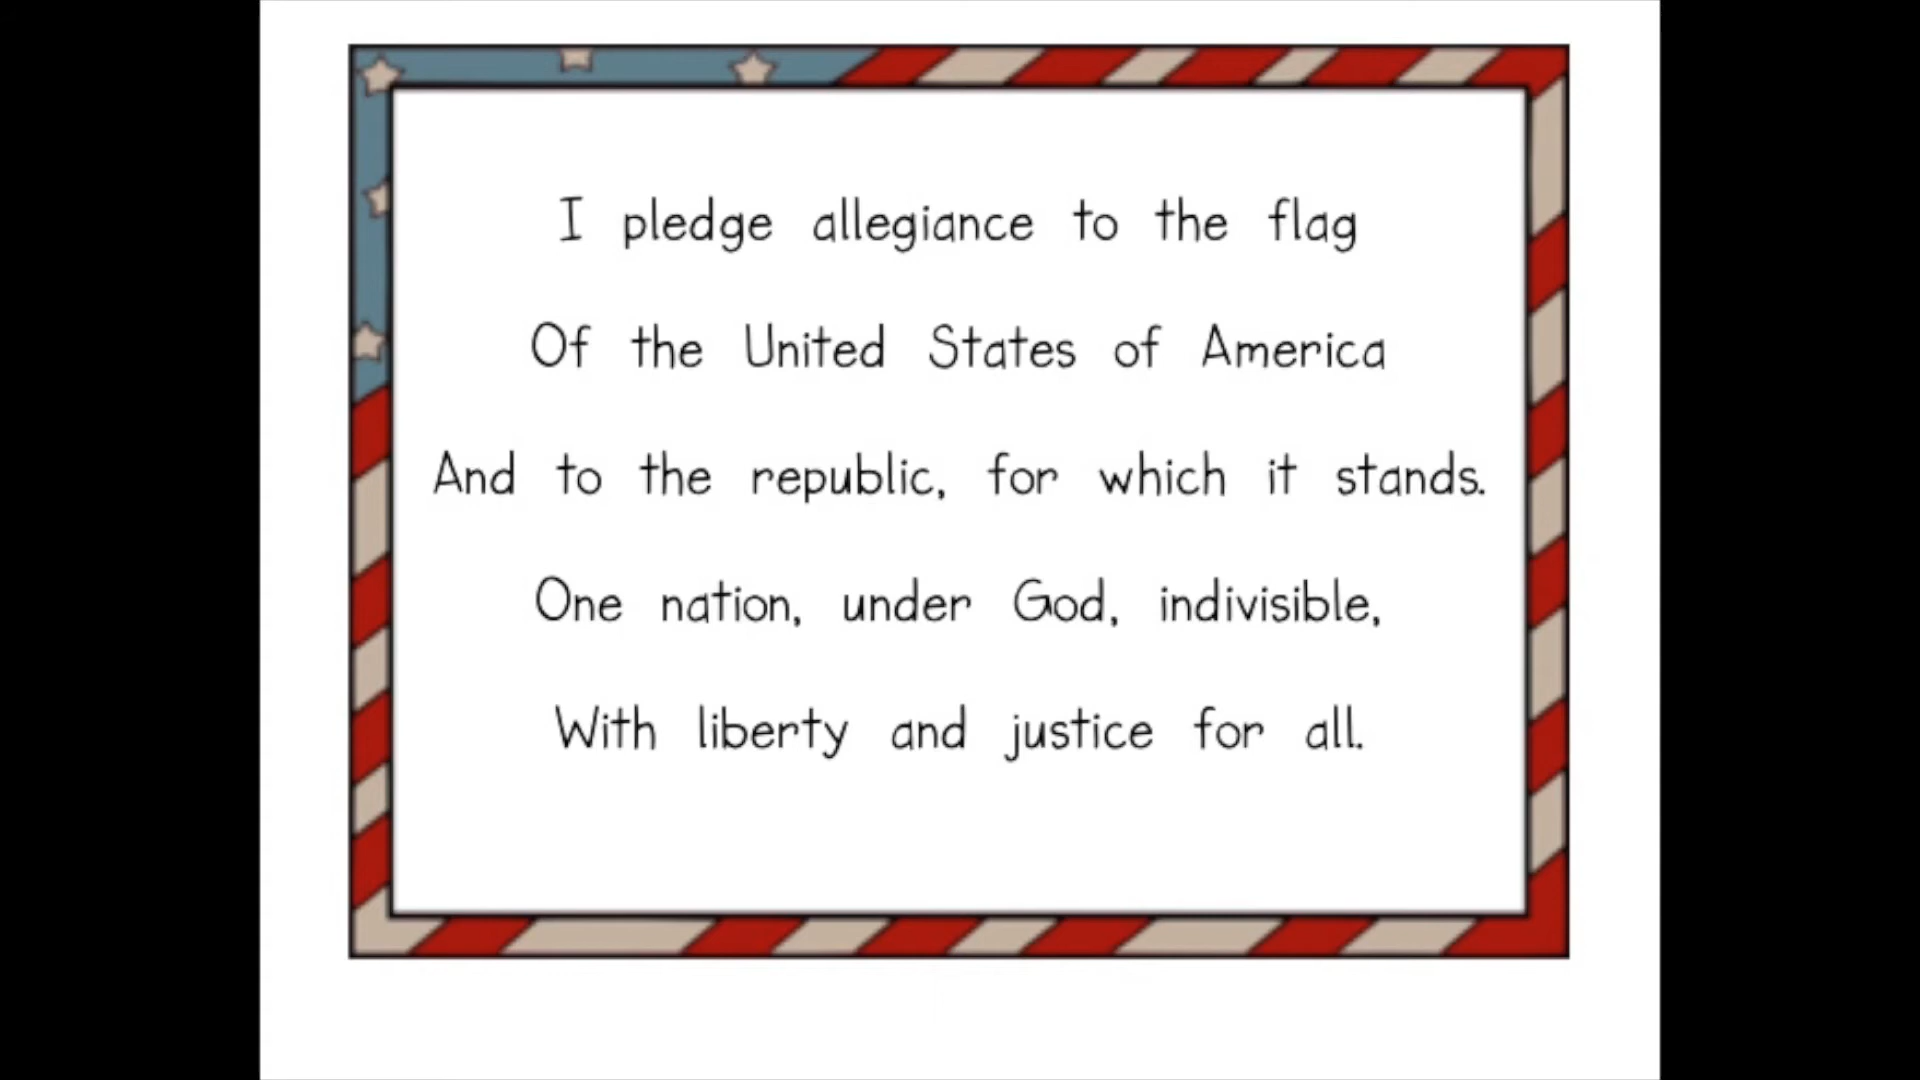 I pledge allegiance to the flag
Of the United States of America
And to the republic, for which it stands.
One nation, under God, indivisible,
With liberty and justice for all.